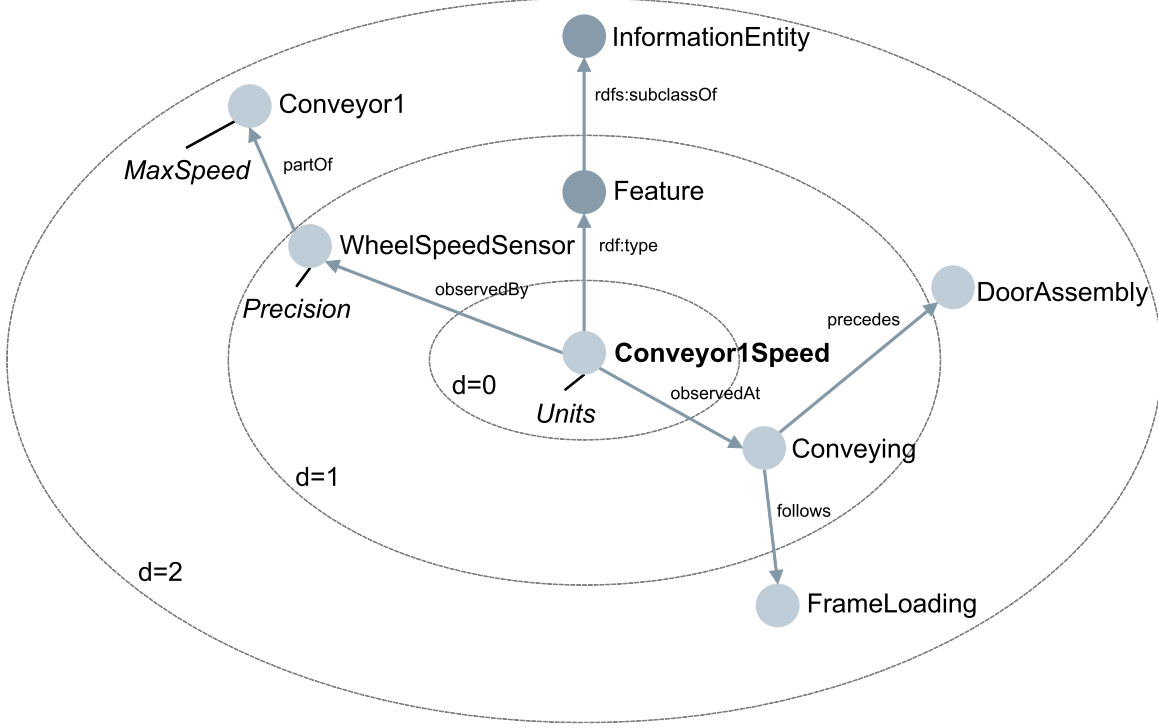 InformationEntity
rdfs:subclassOf
Conveyor1
MaxSpeed
partOf
Feature
WheelSpeedSensor
rdf:type
Precision
observedBy
DoorAssembly
precedes
Conveyor1Speed
d=0
observedAt
Units
Conveying
d=1
follows
d=2
FrameLoading